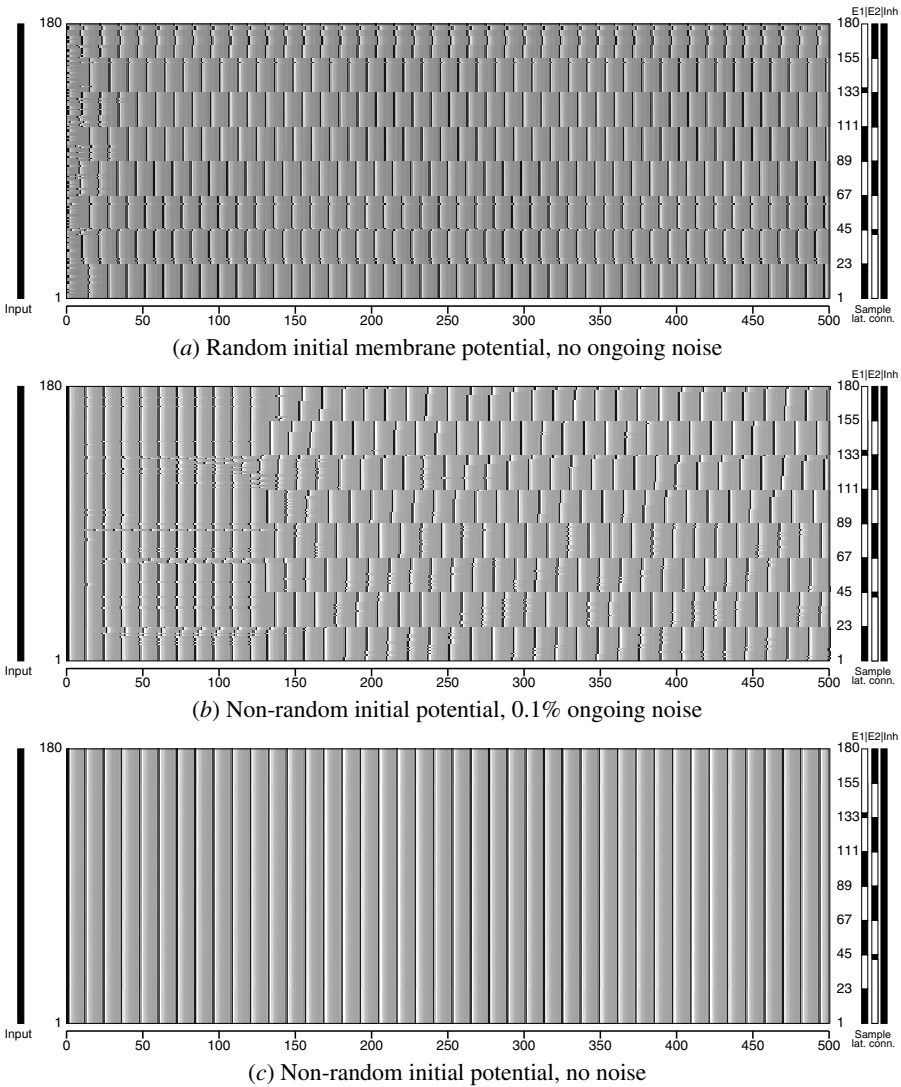 E1|E2|Inh
180 180
155
133
111
89
67
45
23
1 1
Input
Sample
lat. conn.
0 50 100 150 200 250 300 350 400 450 500
(a) Random initial membrane potential, no ongoing noise
E1|E2|Inh
180 180
155
133
111
89
67
45
23
1 1
Input
Sample
lat. conn.
0 50 100 150 200 250 300 350 400 450 500
(b) Non-random initial potential, 0.1% ongoing noise
E1|E2|Inh
180 180
155
133
111
89
67
45
23
1 1
Input
Sample
lat. conn.
0 50 100 150 200 250 300 350 400 450 500
(c) Non-random initial potential, no noise